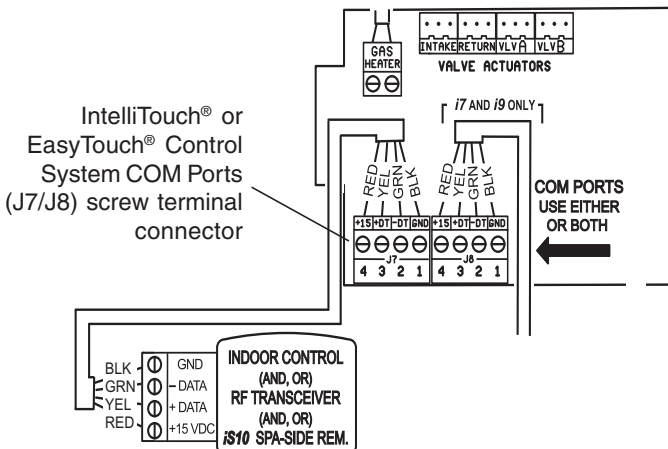 GAS
HEATER
INTAKE RETURN VLVA VLVB
VALVE ACTUATORS
IntelliTouch® or
EasyTouch® Control
System COM Ports
(J7/J8) screw terminal
connector
i7 AND i9 ONLY
RED YEL GRN BLK
RED YEL GRN BLK
COM PORTS
USE EITHER
OR BOTH
+15 +DT -DT GND +15 +DT -DT GND
J7 J8
4 3 2 1 4 3 2 1
BLK GND
GRN - DATA
YEL + DATA
RED +15 VDC
INDOOR CONTROL
(AND, OR)
RF TRANSCEIVER
(AND, OR)
iS10 SPA-SIDE REM.